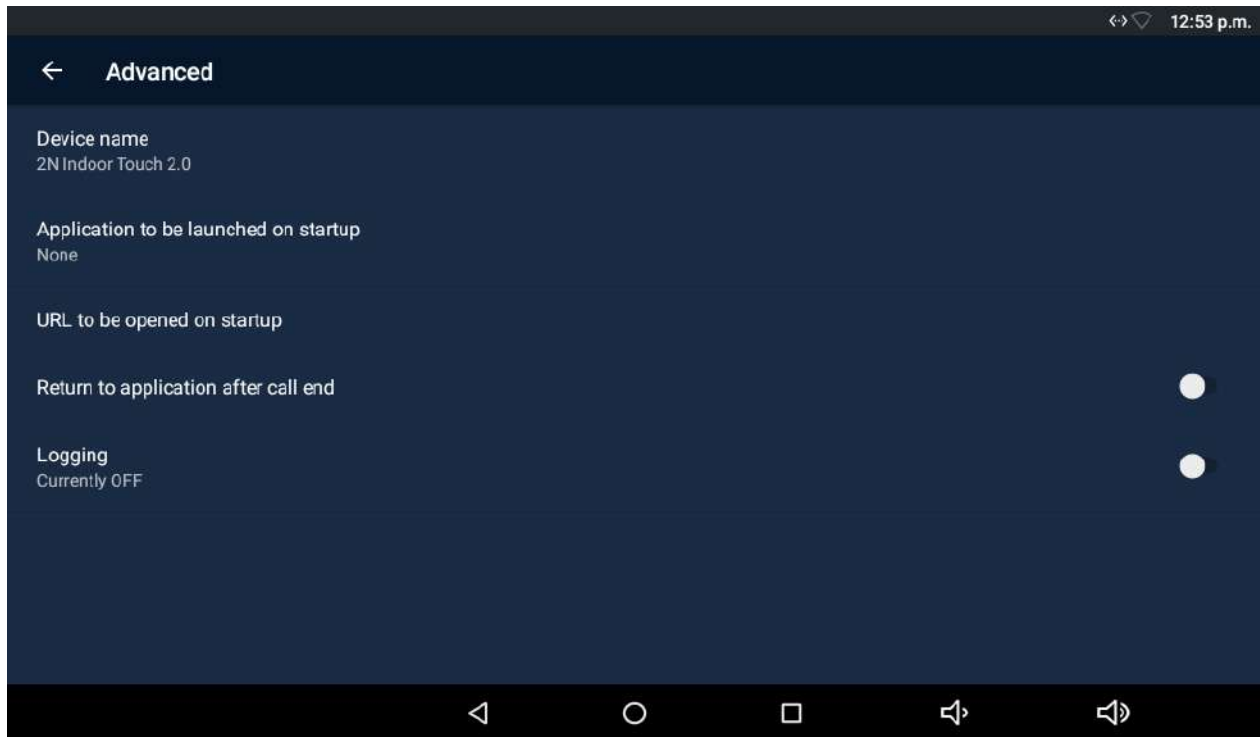 12:53 p.m.
Advanced
Device name
2N Indoor Touch 2.0
Application to be launched on startup
None
URL to be opened on startup
Return to application after call end
Logging
Currently OFF